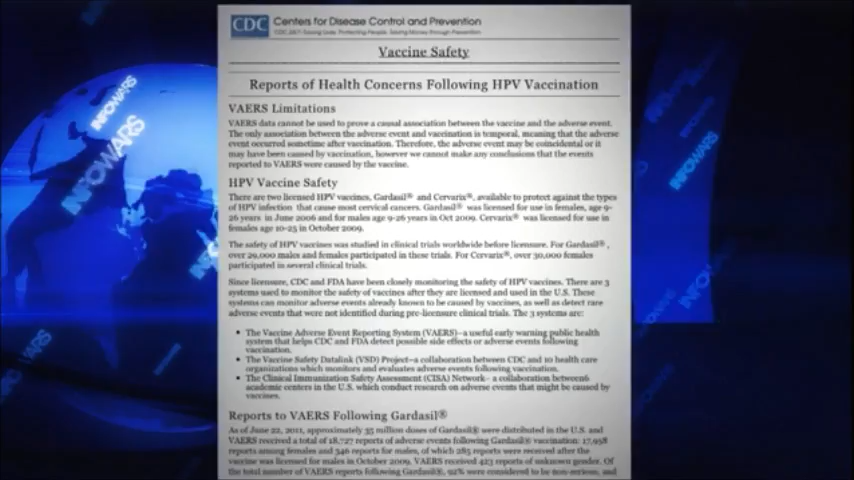 CDC Centers for Disease Control and Prevention
CDC 24/7: Saving Lives. Protecting People. Saving Money through Prevention.
Vaccine Safety
Reports of Health Concerns Following HPV Vaccination
VAERS Limitations
VAERS data cannot be used to prove a causal association between the vaccine and the adverse event.
The only association between the adverse event and vaccination is temporal, meaning that the adverse
event occurred sometime after vaccination. Therefore, the adverse event may be coincidental or it
may have been caused by vaccination, however we cannot make any conclusions that the events
reported to VAERS were caused by the vaccine.
HPV Vaccine Safety
There are two licensed HPV vaccines, Gardasil® and Cervarix®, available to protect against the types
of HPV infection that cause most cervical cancers. Gardasil® was licensed for use in females, age 9-
26 years in June 2006 and for males age 9-26 years in Oct 2009. Cervarix® was licensed for use in
females age 10-25 in October 2009.
The safety of HPV vaccines was studied in clinical trials worldwide before licensure. For Gardasil® ,
over 29,000 males and females participated in these trials. For Cervarix®, over 30,000 females
participated in several clinical trials.
Since licensure, CDC and FDA have been closely monitoring the safety of HPV vaccines. There are 3
systems used to monitor the safety of vaccines after they are licensed and used in the U.S. These
systems can monitor adverse events already known to be caused by vaccines, as well as detect rare
adverse events that were not identified during pre-licensure clinical trials. The 3 systems are:
• The Vaccine Adverse Event Reporting System (VAERS)–a useful early warning public health
system that helps CDC and FDA detect possible side effects or adverse events following
vaccination.
• The Vaccine Safety Datalink (VSD) Project–a collaboration between CDC and 10 health care
organizations which monitors and evaluates adverse events following vaccination.
• The Clinical Immunization Safety Assessment (CISA) Network– a collaboration between6
academic centers in the U.S. which conduct research on adverse events that might be caused by
vaccines.
Reports to VAERS Following Gardasil®
As of June 22, 2011, approximately 35 million doses of Gardasil® were distributed in the U.S. and
VAERS received a total of 18,727 reports of adverse events following Gardasil® vaccination: 17,958
reports among females and 346 reports for males, of which 285 reports were received after the
vaccine was licensed for males in October 2009. VAERS received 423 reports of unknown gender. Of
the total number of VAERS reports following Gardasil®, 92% were considered to be non-serious, and
INFOWARS
INFOWARS
INFOWARS
INFOWARS